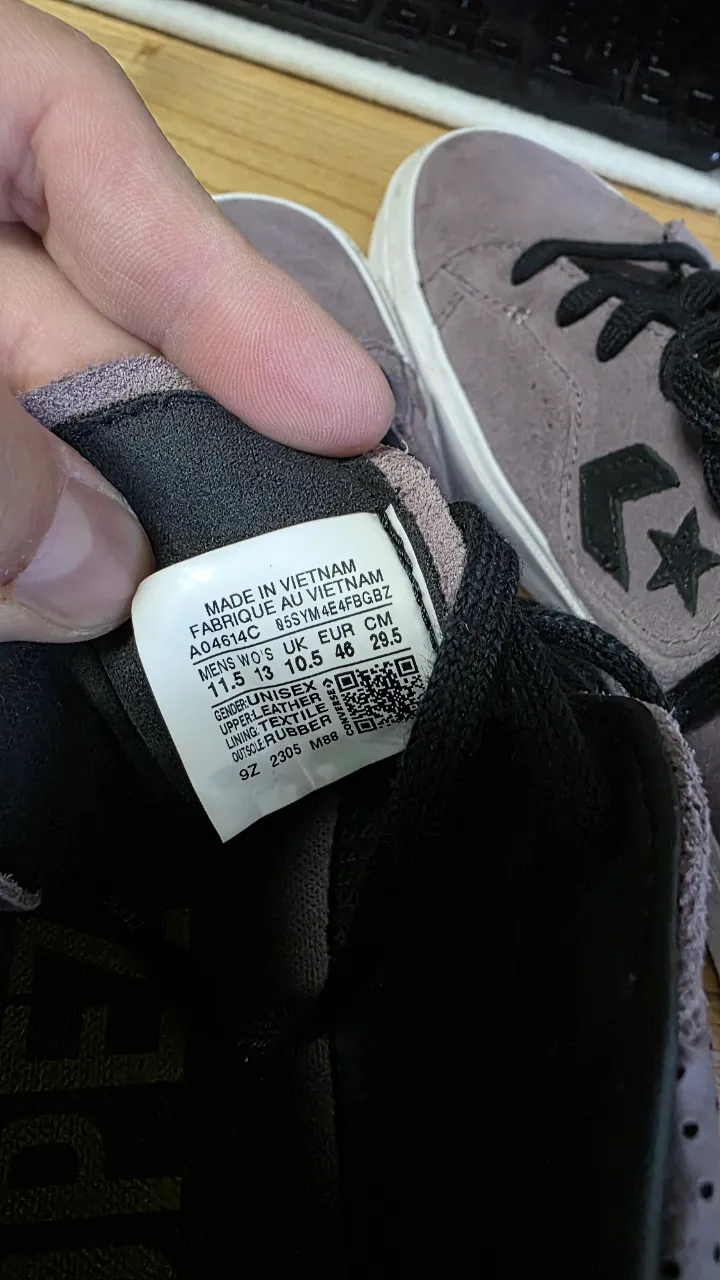 MADE IN VIETNAM
FABRIQUE AU VIETNAM
A04614C 05SYM4E4FBGBZ
MENS WO'S UK EUR CM
11.5 13 10.5 46 29.5
GENDER:UNISEX
UPPER:LEATHER
LINING:TEXTILE
OUTSOLE:RUBBER
CONVERSE
9Z 2305 M88